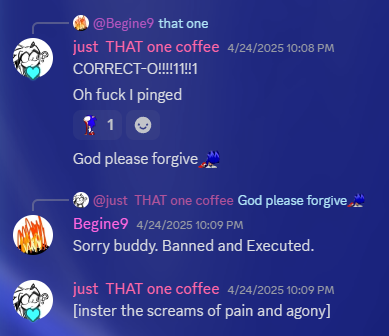 @Begine9 that one
just THAT one coffee 4/24/2025 10:08 PM
CORRECT-O!!!!11!!1
Oh fuck I pinged
1
God please forgive
@just THAT one coffee God please forgive
Begine9 4/24/2025 10:09 PM
Sorry buddy. Banned and Executed.
just THAT one coffee 4/24/2025 10:09 PM
[inster the screams of pain and agony]